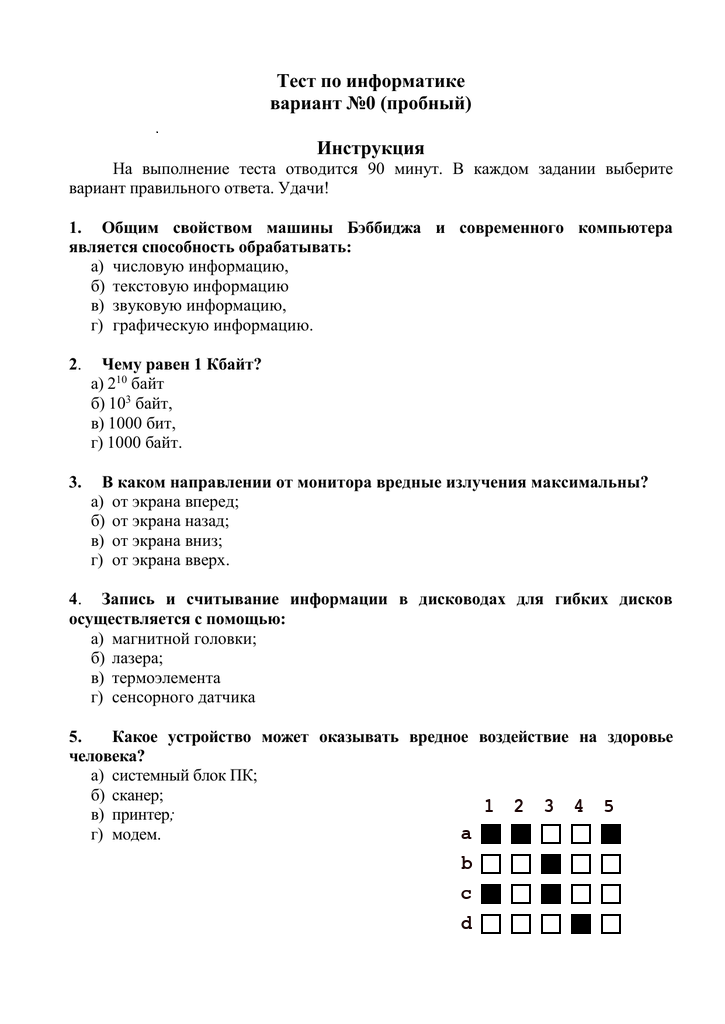 Тест по информатике
вариант №0 (пробный)
.
Инструкция
На выполнение теста отводится 90 минут. В каждом задании выберите
вариант правильного ответа. Удачи!
1. Общим свойством машины Бэббиджа и современного компьютера
является способность обрабатывать:
а) числовую информацию,
б) текстовую информацию
в) звуковую информацию,
г) графическую информацию.
2. Чему равен 1 Кбайт?
а) 2¹⁰ байт
б) 10³ байт,
в) 1000 бит,
г) 1000 байт.
3. В каком направлении от монитора вредные излучения максимальны?
а) от экрана вперед;
б) от экрана назад;
в) от экрана вниз;
г) от экрана вверх.
4. Запись и считывание информации в дисководах для гибких дисков
осуществляется с помощью:
а) магнитной головки;
б) лазера;
в) термоэлемента
г) сенсорного датчика
5. Какое устройство может оказывать вредное воздействие на здоровье
человека?
а) системный блок ПК;
б) сканер;
в) принтер;
г) модем.
1 2 3 4 5
a
b
c
d